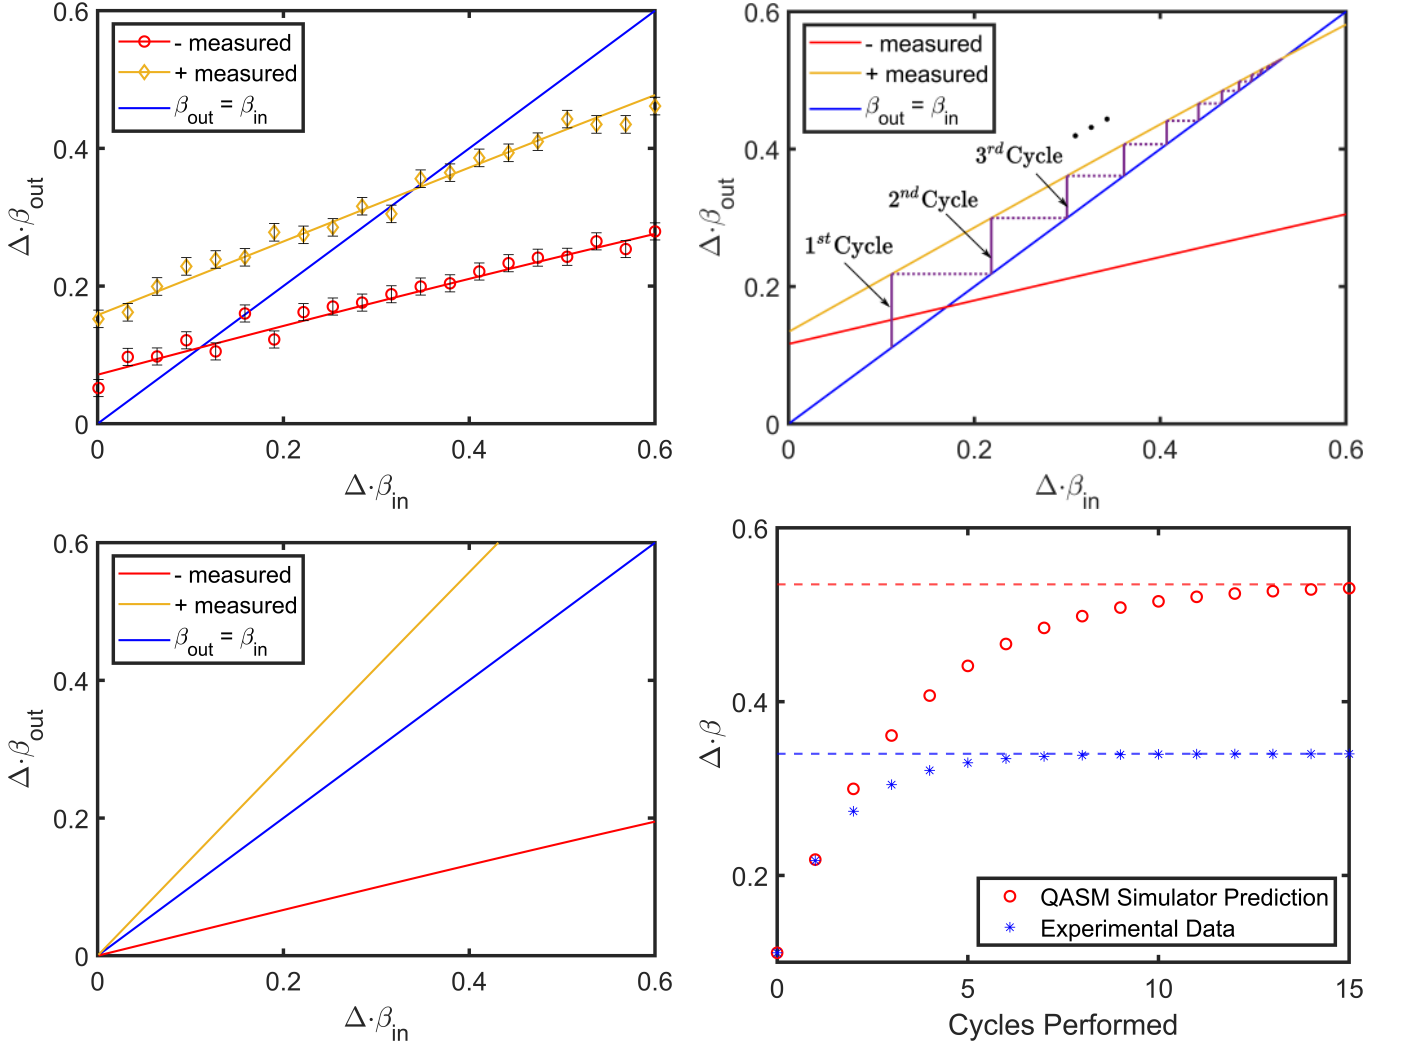 0.6
0.4
0.2
0
Δ·β_out
- measured
+ measured
β_out = β_in
0 0.2 0.4 0.6
Δ·β_in
0.6
0.4
0.2
0
Δ·β_out
- measured
+ measured
β_out = β_in
1^st Cycle
2^nd Cycle
3^rd Cycle
0 0.2 0.4 0.6
Δ·β_in
0.6
0.4
0.2
0
Δ·β_out
- measured
+ measured
β_out = β_in
0 0.2 0.4 0.6
Δ·β_in
0.6
0.4
0.2
Δ·β
QASM Simulator Prediction
Experimental Data
0 5 10 15
Cycles Performed